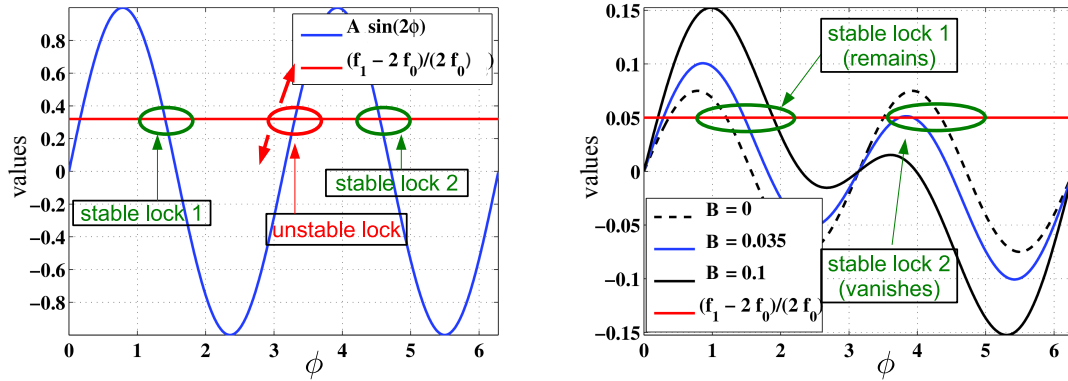 A sin(2ϕ)
(f₁ − 2 f₀)/(2 f₀)
stable lock 1
unstable lock
stable lock 2
values
0.8
0.6
0.4
0.2
0
−0.2
−0.4
−0.6
−0.8
0 1 2 3 4 5 6
ϕ
stable lock 1
(remains)
stable lock 2
(vanishes)
B = 0
B = 0.035
B = 0.1
(f₁ − 2 f₀)/(2 f₀)
values
0.15
0.10
0.05
0
−0.05
−0.1
−0.15
0 1 2 3 4 5 6
ϕ